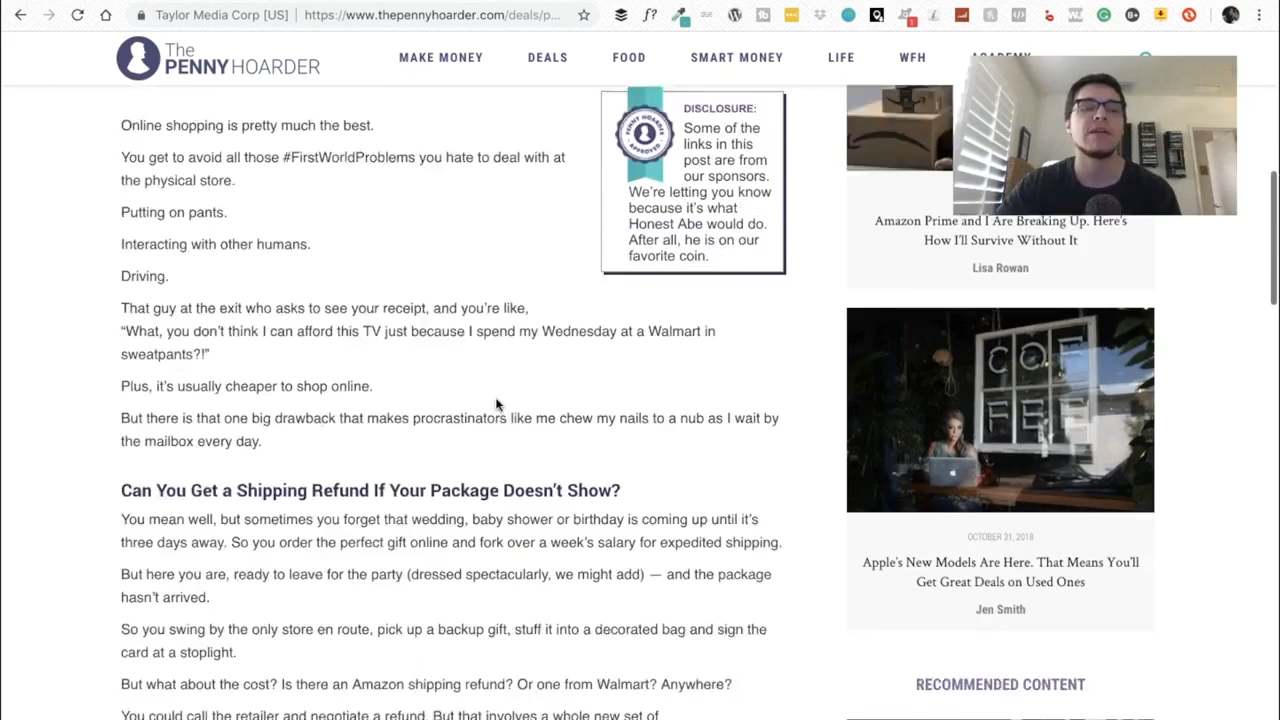 Taylor Media Corp [US]
https://www.thepennyhoarder.com/deals/p...
The
PENNYHOARDER
MAKE MONEY
DEALS
FOOD
SMART MONEY
LIFE
WFH
Online shopping is pretty much the best.
You get to avoid all those #FirstWorldProblems you hate to deal with at
the physical store.
Putting on pants.
Interacting with other humans.
Driving.
That guy at the exit who asks to see your receipt, and you’re like,
“What, you don’t think I can afford this TV just because I spend my Wednesday at a Walmart in
sweatpants?!”
Plus, it’s usually cheaper to shop online.
But there is that one big drawback that makes procrastinators like me chew my nails to a nub as I wait by
the mailbox every day.
Can You Get a Shipping Refund If Your Package Doesn’t Show?
You mean well, but sometimes you forget that wedding, baby shower or birthday is coming up until it’s
three days away. So you order the perfect gift online and fork over a week’s salary for expedited shipping.
But here you are, ready to leave for the party (dressed spectacularly, we might add) — and the package
hasn’t arrived.
So you swing by the only store en route, pick up a backup gift, stuff it into a decorated bag and sign the
card at a stoplight.
But what about the cost? Is there an Amazon shipping refund? Or one from Walmart? Anywhere?
You could call the retailer and negotiate a refund. But that involves a whole new set of
PENNY HOARDER
APPROVED
DISCLOSURE:
Some of the
links in this
post are from
our sponsors.
We’re letting you know
because it’s what
Honest Abe would do.
After all, he is on our
favorite coin.
Amazon Prime and I Are Breaking Up. Here’s
How I’ll Survive Without It
Lisa Rowan
COF
FEE
OCTOBER 31, 2018
Apple’s New Models Are Here. That Means You’ll
Get Great Deals on Used Ones
Jen Smith
RECOMMENDED CONTENT